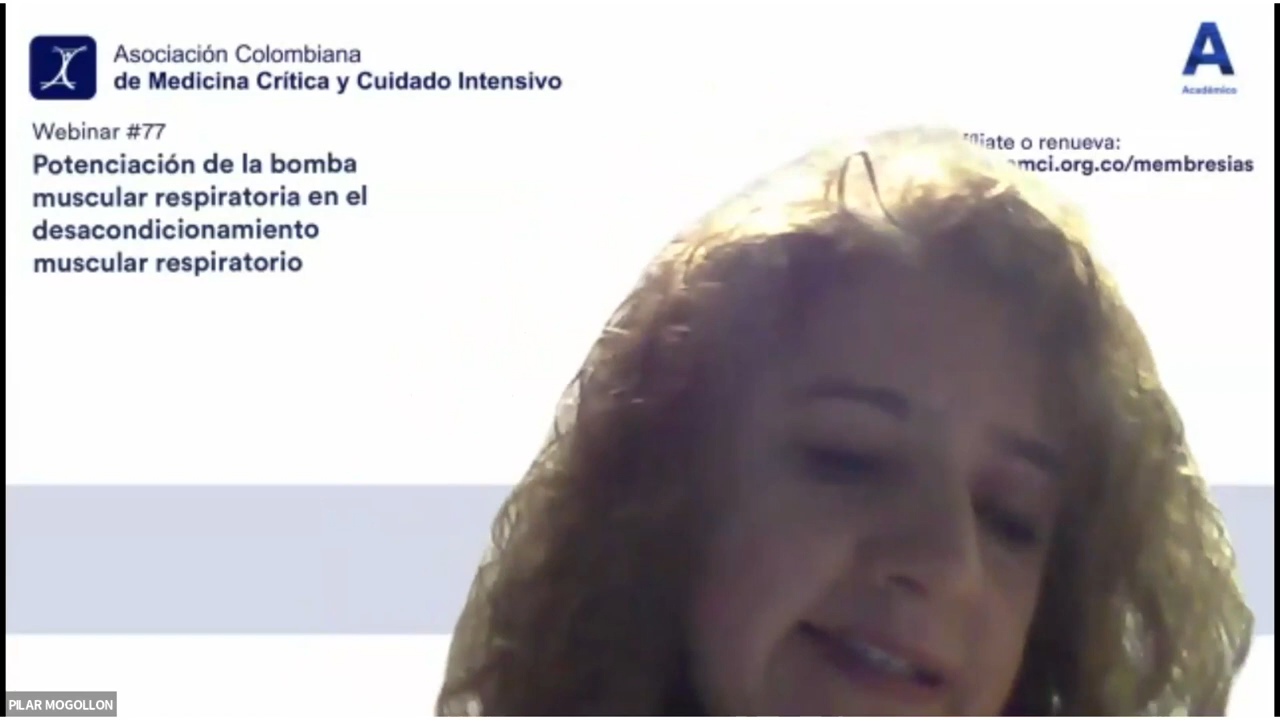 Asociación Colombiana
de Medicina Crítica y Cuidado Intensivo
A
Académico
Webinar #77
Potenciación de la bomba
muscular respiratoria en el
desacondicionamiento
muscular respiratorio
o renueva:
mci.org.co/membresias
PILAR MOGOLLON